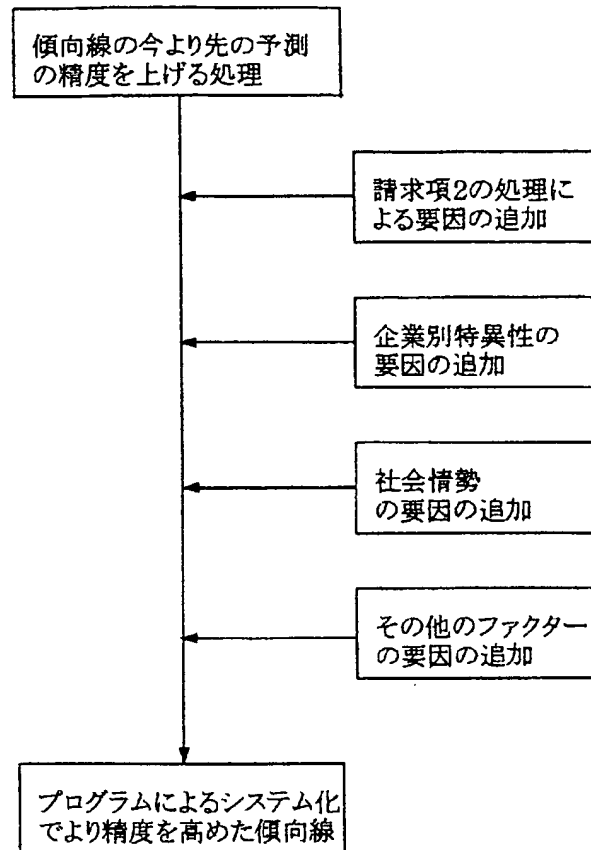 傾向線の今より先の予測
の精度を上げる処理
請求項2の処理に
よる要因の追加
企業別特異性の
要因の追加
社会情勢
の要因の追加
その他のファクター
の要因の追加
プログラムによるシステム化
でより精度を高めた傾向線